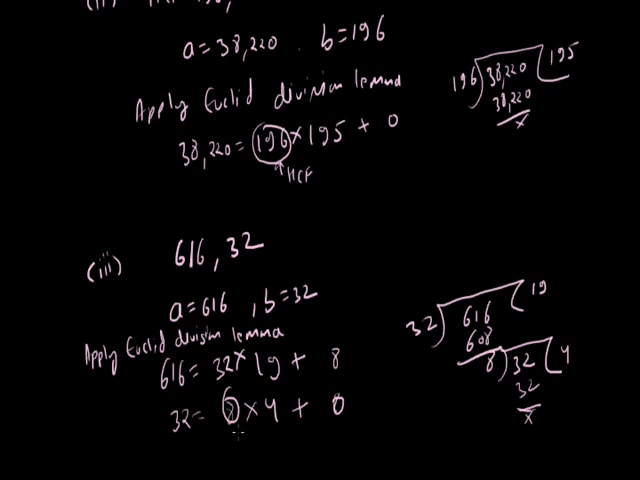 (ii)
a = 38,220 . b = 196
Apply Euclid division lemma
38,220 = 196 × 195 + 0
HCF
196 ) 38,220 ( 195
38,220
x
(iii) 616, 32
a = 616 , b = 32
Apply Euclid division lemma
616 = 32 × 19 + 8
32 = 8 × 4 + 0
32 ) 616 ( 19
608
8 ) 32 ( 4
32
x